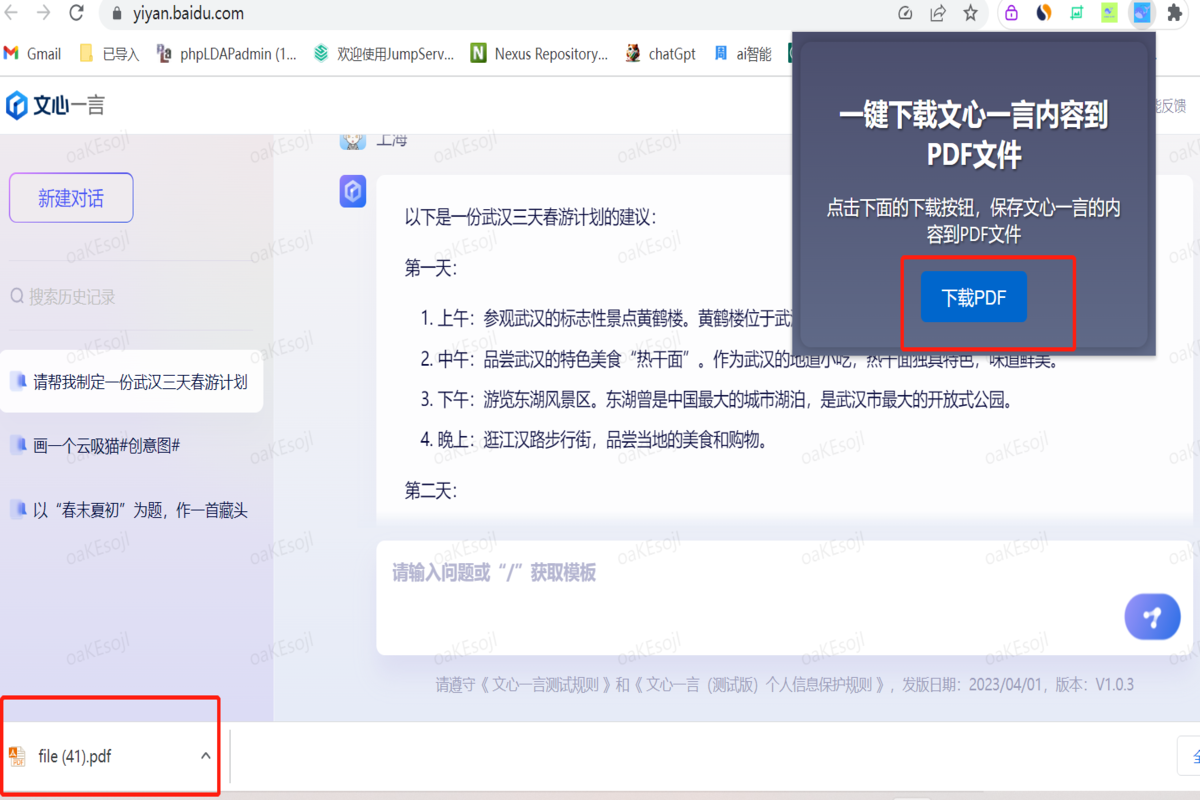 yiyan.baidu.com
Gmail
已导入
phpLDAPadmin (1...
欢迎使用JumpServ...
Nexus Repository...
chatGpt
ai智能
文心一言
反馈
上海
一键下载文心一言内容到
PDF文件
点击下面的下载按钮，保存文心一言的内
容到PDF文件
下载PDF
新建对话
搜索历史记录
请帮我制定一份武汉三天春游计划
画一个云吸猫#创意图#
以“春末夏初”为题，作一首藏头
以下是一份武汉三天春游计划的建议：
第一天：
1. 上午：参观武汉的标志性景点黄鹤楼。黄鹤楼位于武
2. 中午：品尝武汉的特色美食“热干面”。作为武汉的地道小吃，热干面独具特色，味道鲜美。
3. 下午：游览东湖风景区。东湖曾是中国最大的城市湖泊，是武汉市最大的开放式公园。
4. 晚上：逛江汉路步行街，品尝当地的美食和购物。
第二天：
请输入问题或“/”获取模板
请遵守《 文心一言测试规则 》和《 文心一言（测试版）个人信息保护规则 》，发版日期：2023/04/01，版本：V1.0.3
file (41).pdf
全
oaKEsojl